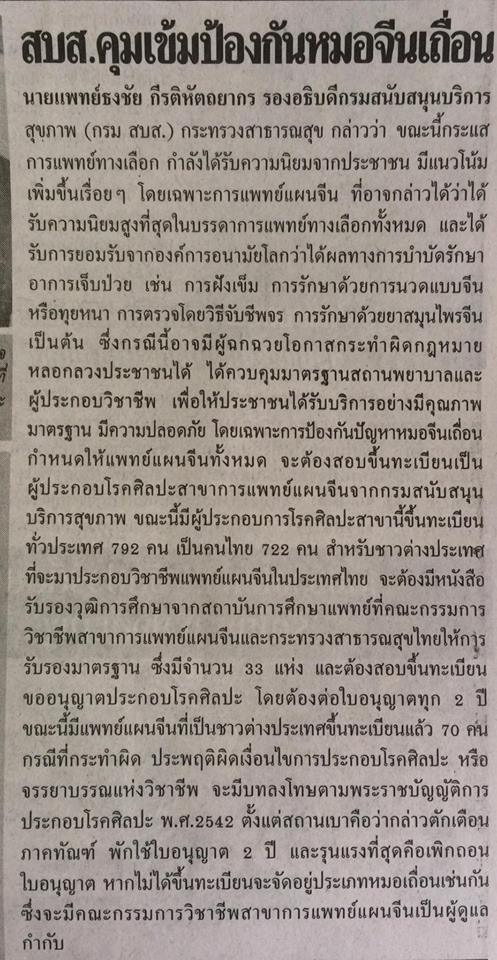 สบส.คุมเข้มป้องกันหมอจีนเถื่อน
นายแพทย์ธงชัย กีรติหัตถยากร รองอธิบดีกรมสนับสนุนบริการ
สุขภาพ (กรม สบส.) กระทรวงสาธารณสุข กล่าวว่า ขณะนี้กระแส
การแพทย์ทางเลือก กำลังได้รับความนิยมจากประชาชน มีแนวโน้ม
เพิ่มขึ้นเรื่อยๆ โดยเฉพาะการแพทย์แผนจีน ที่อาจกล่าวได้ว่าได้
รับความนิยมสูงที่สุดในบรรดาการแพทย์ทางเลือกทั้งหมด และได้
รับการยอมรับจากองค์การอนามัยโลกว่าได้ผลทางการบำบัดรักษา
อาการเจ็บป่วย เช่น การฝังเข็ม การรักษาด้วยการนวดแบบจีน
หรือทุยหนา การตรวจโดยวิธีจับชีพจร การรักษาด้วยยาสมุนไพรจีน
เป็นต้น ซึ่งกรณีนี้อาจมีผู้ฉกฉวยโอกาสกระทำผิดกฎหมาย
หลอกลวงประชาชนได้ ได้ควบคุมมาตรฐานสถานพยาบาลและ
ผู้ประกอบวิชาชีพ เพื่อให้ประชาชนได้รับบริการอย่างมีคุณภาพ
มาตรฐาน มีความปลอดภัย โดยเฉพาะการป้องกันปัญหาหมอจีนเถื่อน
กำหนดให้แพทย์แผนจีนทั้งหมด จะต้องสอบขึ้นทะเบียนเป็น
ผู้ประกอบโรคศิลปะสาขาการแพทย์แผนจีนจากกรมสนับสนุน
บริการสุขภาพ ขณะนี้มีผู้ประกอบการโรคศิลปะสาขานี้ขึ้นทะเบียน
ทั่วประเทศ 792 คน เป็นคนไทย 722 คน สำหรับชาวต่างประเทศ
ที่จะมาประกอบวิชาชีพแพทย์แผนจีนในประเทศไทย จะต้องมีหนังสือ
รับรองวุฒิการศึกษาจากสถาบันการศึกษาแพทย์ที่คณะกรรมการ
วิชาชีพสาขาการแพทย์แผนจีนและกระทรวงสาธารณสุขไทยให้การ
รับรองมาตรฐาน ซึ่งมีจำนวน 33 แห่ง และต้องสอบขึ้นทะเบียน
ขออนุญาตประกอบโรคศิลปะ โดยต้องต่อใบอนุญาตทุก 2 ปี
ขณะนี้มีแพทย์แผนจีนที่เป็นชาวต่างประเทศขึ้นทะเบียนแล้ว 70 คน
กรณีที่กระทำผิด ประพฤติผิดเงื่อนไขการประกอบโรคศิลปะ หรือ
จรรยาบรรณแห่งวิชาชีพ จะมีบทลงโทษตามพระราชบัญญัติการ
ประกอบโรคศิลปะ พ.ศ.2542 ตั้งแต่สถานเบาคือว่ากล่าวตักเตือน
ภาคทัณฑ์ พักใช้ใบอนุญาต 2 ปี และรุนแรงที่สุดคือเพิกถอน
ใบอนุญาต หากไม่ได้ขึ้นทะเบียนจะจัดอยู่ประเภทหมอเถื่อนเช่นกัน
ซึ่งจะมีคณะกรรมการวิชาชีพสาขาการแพทย์แผนจีนเป็นผู้ดูแล
กำกับ